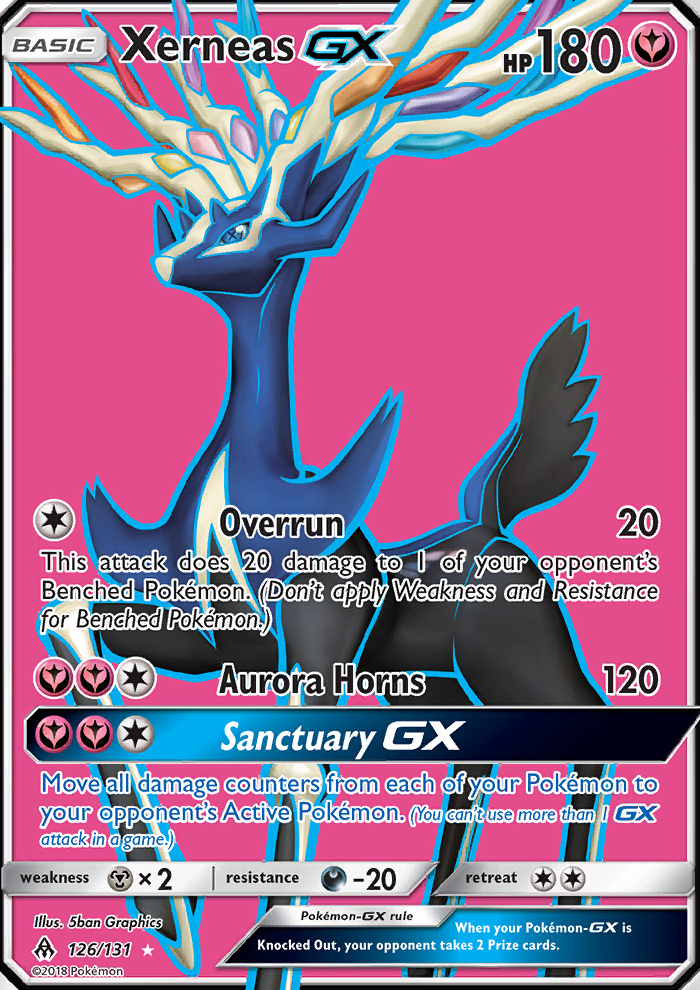 BASIC Xerneas GX HP 180
Overrun 20
This attack does 20 damage to 1 of your opponent's
Benched Pokémon. (Don't apply Weakness and Resistance
for Benched Pokémon.)
Aurora Horns 120
Sanctuary GX
Move all damage counters from each of your Pokémon to
your opponent's Active Pokémon. (You can't use more than 1 GX
attack in a game.)
weakness ×2 resistance -20 retreat
Illus. 5ban Graphics
126/131
©2018 Pokémon
Pokémon-GX rule
When your Pokémon-GX is
Knocked Out, your opponent takes 2 Prize cards.